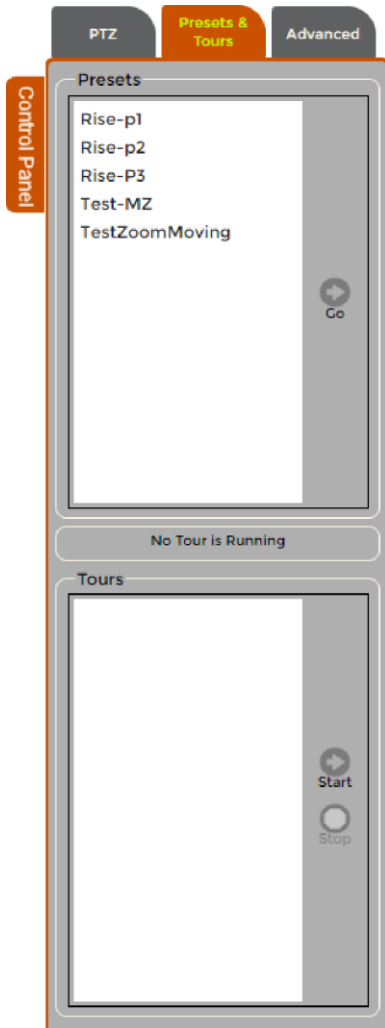 PTZ
Presets &
Tours
Advanced
Control Panel
Presets
Rise-p1
Rise-p2
Rise-P3
Test-MZ
TestZoomMoving
Go
No Tour is Running
Tours
Start
Stop